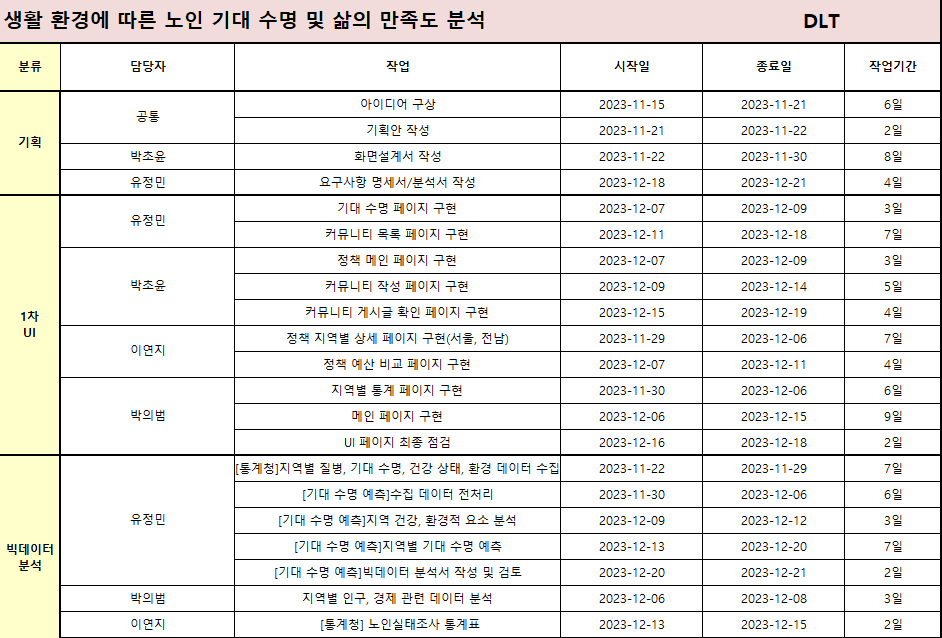 생활 환경에 따른 노인 기대 수명 및 삶의 만족도 분석 DLT
분류 담당자 작업 시작일 종료일 작업기간
기획
공통
아이디어 구상 2023-11-15 2023-11-21 6일
기획안 작성 2023-11-21 2023-11-22 2일
박초윤 화면설계서 작성 2023-11-22 2023-11-30 8일
유정민 요구사항 명세서/분석서 작성 2023-12-18 2023-12-21 4일
1차
UI
유정민
기대 수명 페이지 구현 2023-12-07 2023-12-09 3일
커뮤니티 목록 페이지 구현 2023-12-11 2023-12-18 7일
박초윤
정책 메인 페이지 구현 2023-12-07 2023-12-09 3일
커뮤니티 작성 페이지 구현 2023-12-09 2023-12-14 5일
커뮤니티 게시글 확인 페이지 구현 2023-12-15 2023-12-19 4일
이연지
정책 지역별 상세 페이지 구현(서울, 전남) 2023-11-29 2023-12-06 7일
정책 예산 비교 페이지 구현 2023-12-07 2023-12-11 4일
박의범
지역별 통계 페이지 구현 2023-11-30 2023-12-06 6일
메인 페이지 구현 2023-12-06 2023-12-15 9일
UI 페이지 최종 점검 2023-12-16 2023-12-18 2일
빅데이터
분석
유정민
[통계청]지역별 질병, 기대 수명, 건강 상태, 환경 데이터 수집 2023-11-22 2023-11-29 7일
[기대 수명 예측]수집 데이터 전처리 2023-11-30 2023-12-06 6일
[기대 수명 예측]지역 건강, 환경적 요소 분석 2023-12-09 2023-12-12 3일
[기대 수명 예측]지역별 기대 수명 예측 2023-12-13 2023-12-20 7일
[기대 수명 예측]빅데이터 분석서 작성 및 검토 2023-12-20 2023-12-21 2일
박의범 지역별 인구, 경제 관련 데이터 분석 2023-12-06 2023-12-08 3일
이연지 [통계청] 노인실태조사 통계표 2023-12-13 2023-12-15 2일